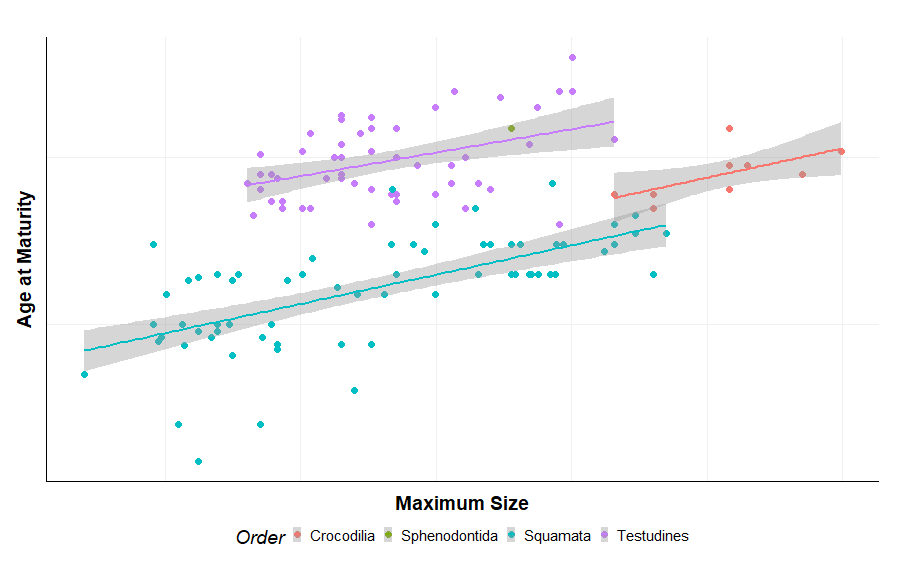 Age at Maturity
Maximum Size
Order Crocodilia Sphenodontida Squamata Testudines